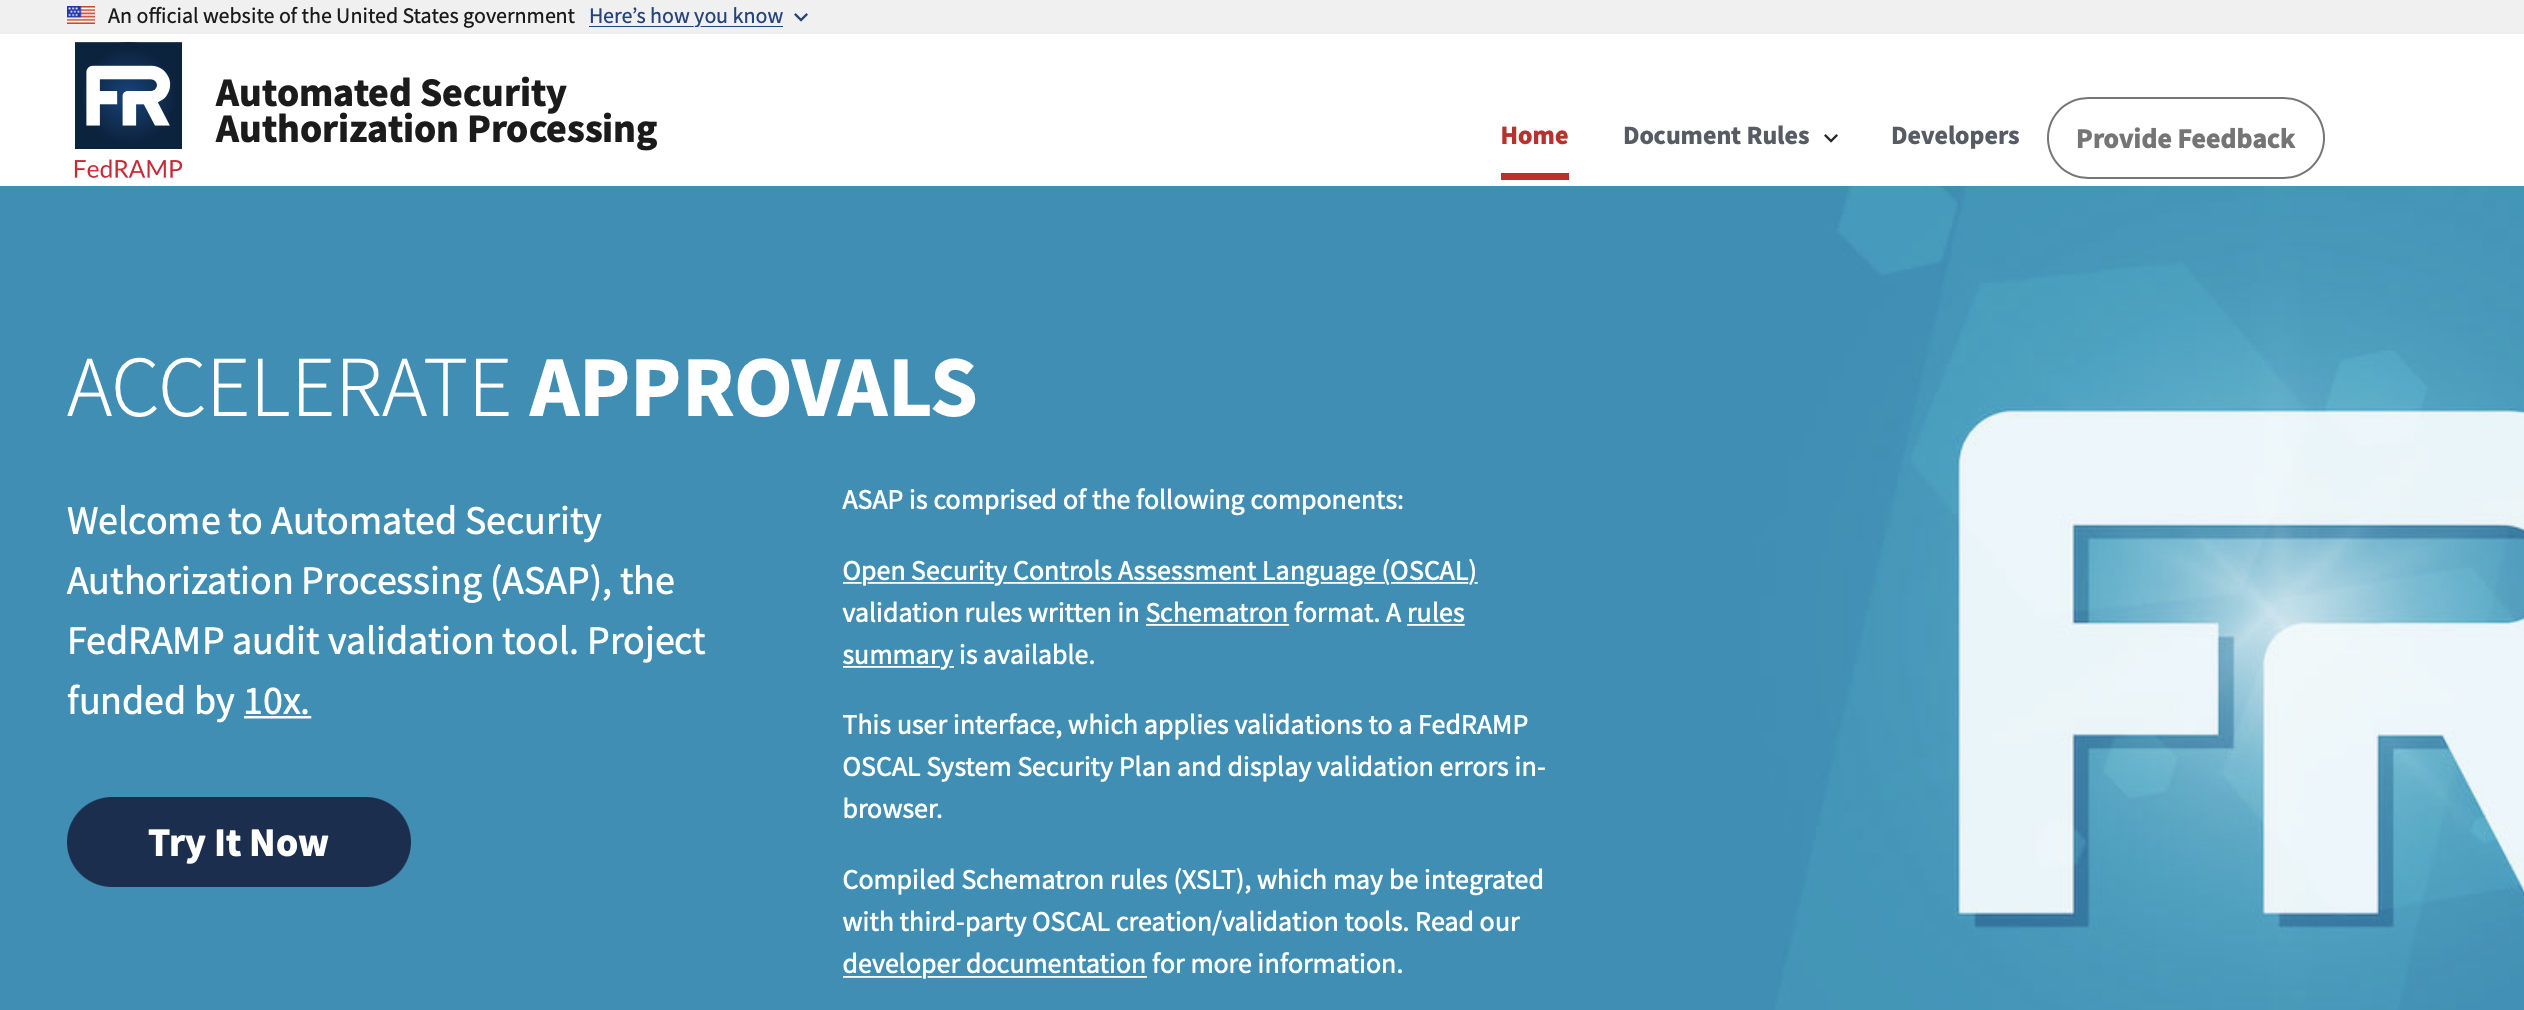 An official website of the United States government Here’s how you know
FR
FedRAMP
Automated Security
Authorization Processing
Home Document Rules Developers Provide Feedback
ACCELERATE APPROVALS
Welcome to Automated Security
Authorization Processing (ASAP), the
FedRAMP audit validation tool. Project
funded by 10x.
Try It Now
ASAP is comprised of the following components:
Open Security Controls Assessment Language (OSCAL)
validation rules written in Schematron format. A rules
summary is available.
This user interface, which applies validations to a FedRAMP
OSCAL System Security Plan and display validation errors in-
browser.
Compiled Schematron rules (XSLT), which may be integrated
with third-party OSCAL creation/validation tools. Read our
developer documentation for more information.
FR